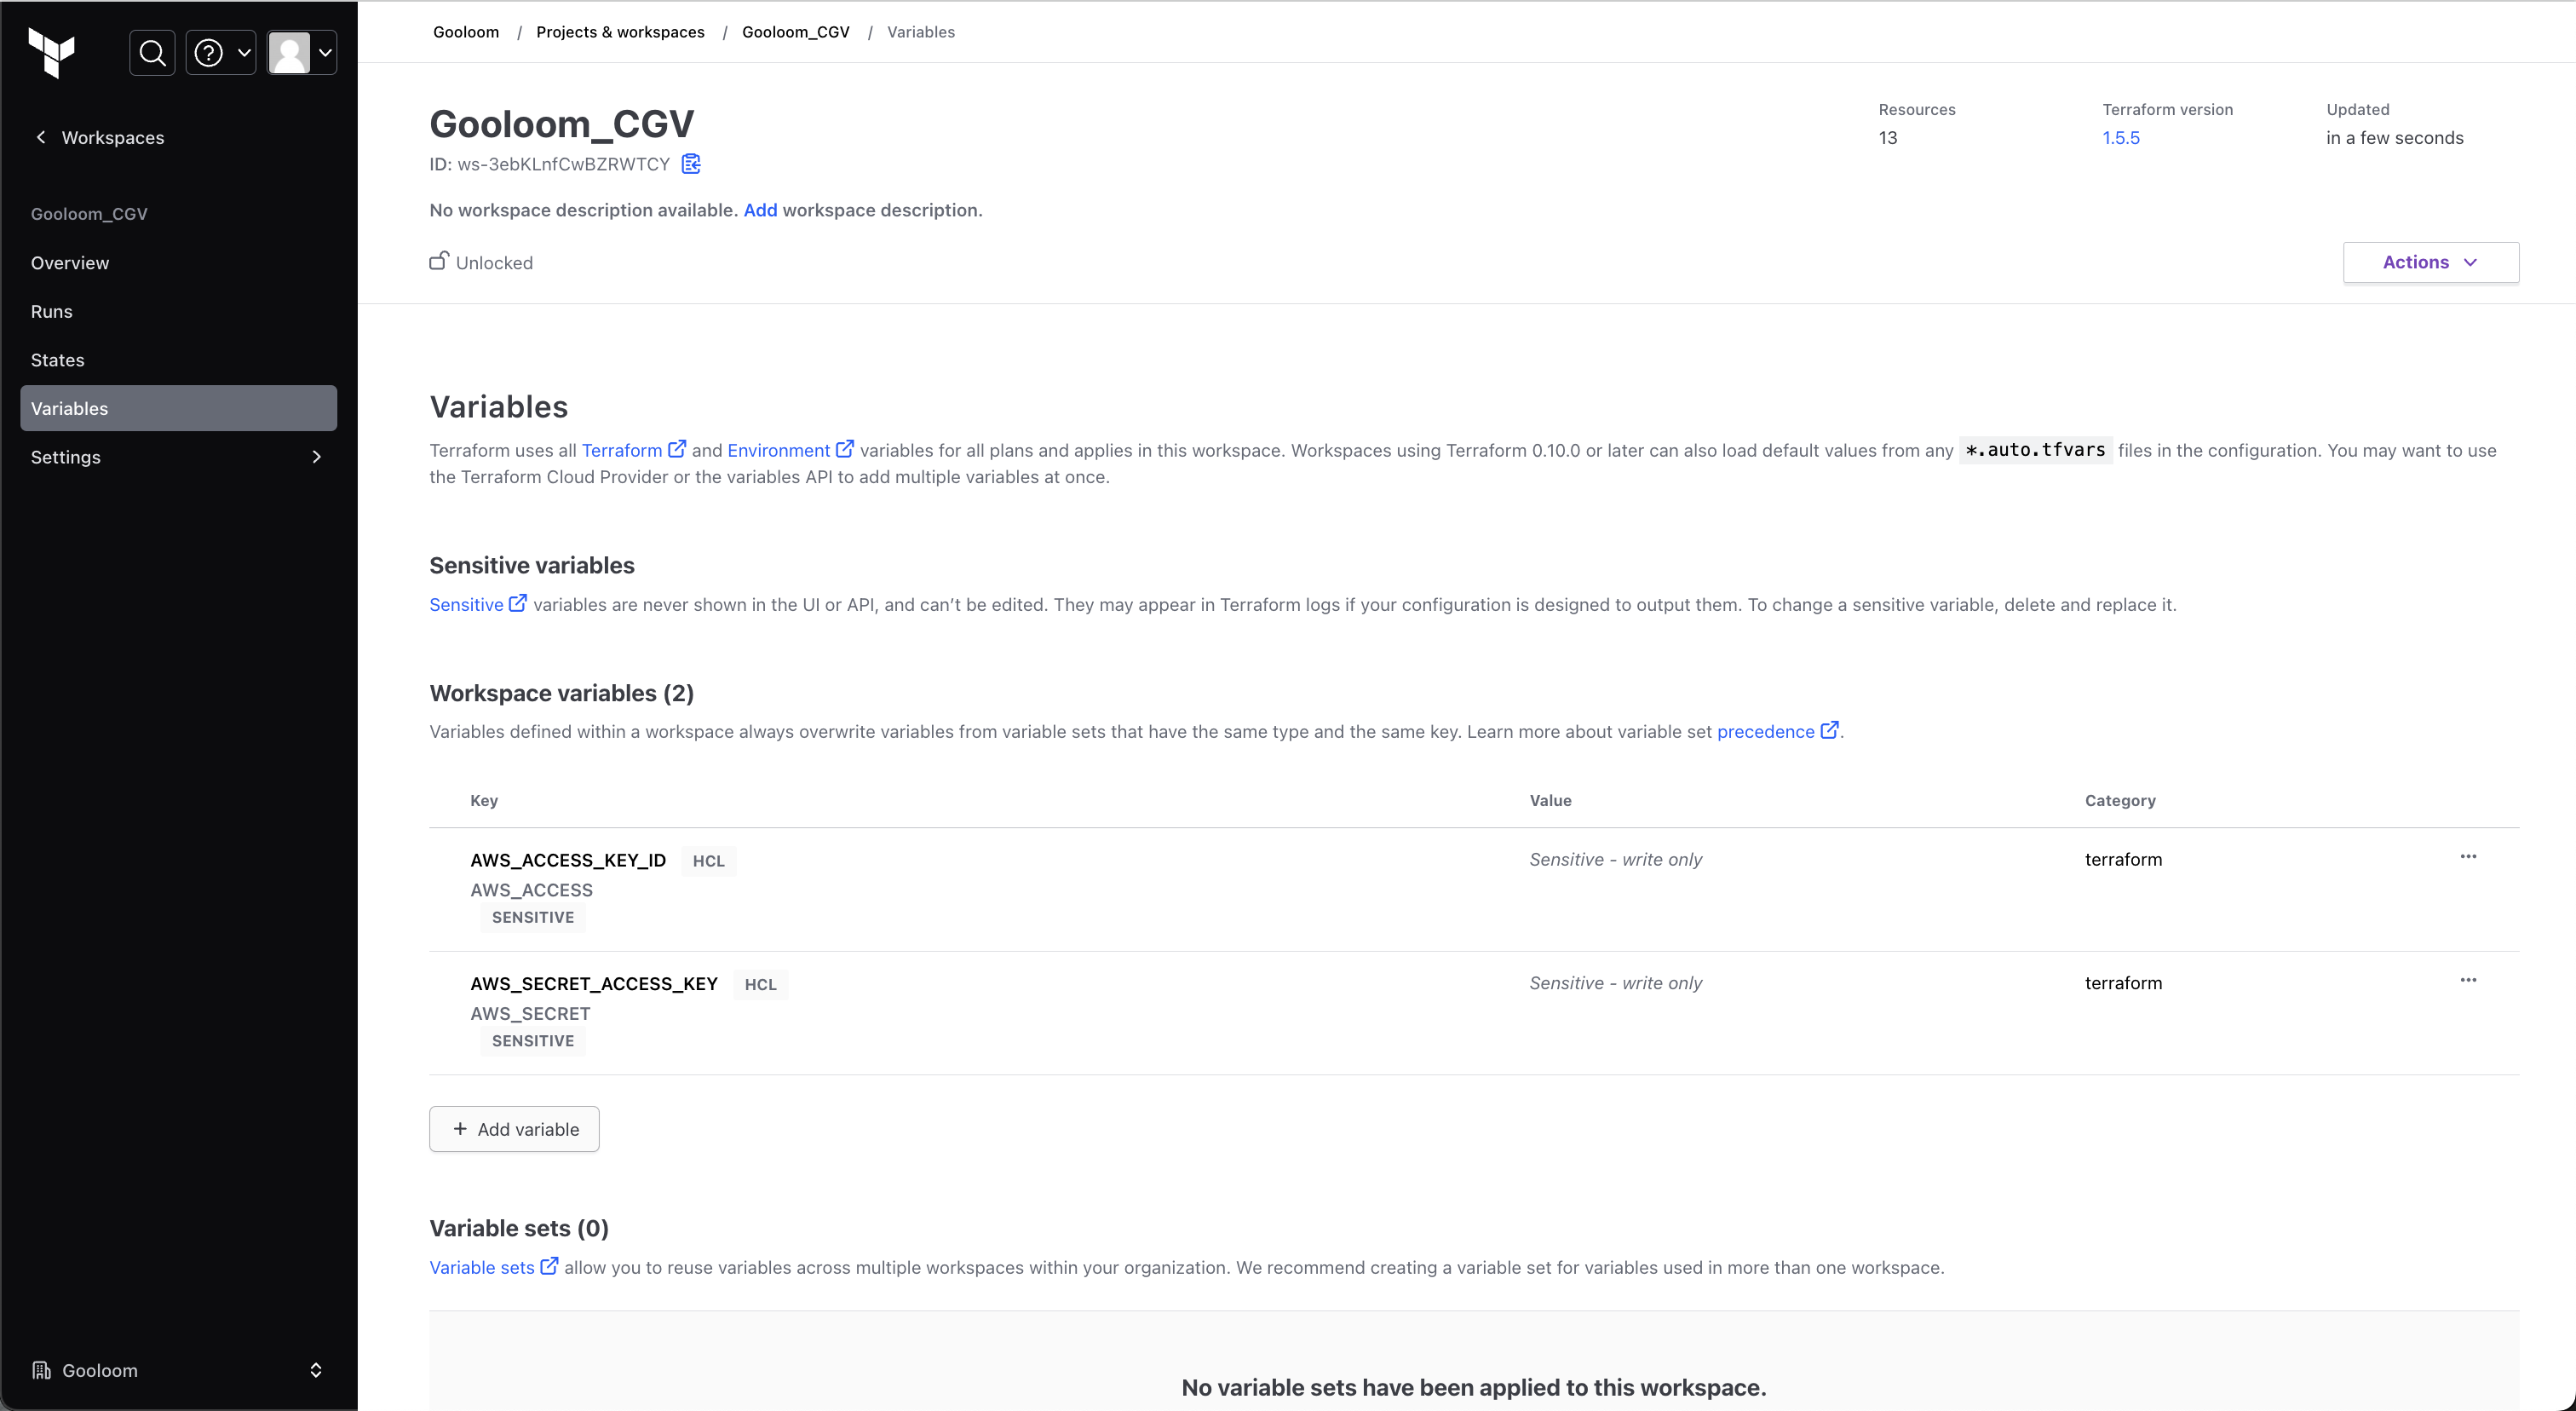 Workspaces
Gooloom_CGV
Overview
Runs
States
Variables
Settings
Gooloom
Gooloom / Projects & workspaces / Gooloom_CGV / Variables
Gooloom_CGV
ID: ws-3ebKLnfCwBZRWTCY
No workspace description available. Add workspace description.
Unlocked
Resources
13
Terraform version
1.5.5
Updated
in a few seconds
Actions
Variables
Terraform uses all Terraform and Environment variables for all plans and applies in this workspace. Workspaces using Terraform 0.10.0 or later can also load default values from any *.auto.tfvars files in the configuration. You may want to use
the Terraform Cloud Provider or the variables API to add multiple variables at once.
Sensitive variables
Sensitive variables are never shown in the UI or API, and can’t be edited. They may appear in Terraform logs if your configuration is designed to output them. To change a sensitive variable, delete and replace it.
Workspace variables (2)
Variables defined within a workspace always overwrite variables from variable sets that have the same type and the same key. Learn more about variable set precedence.
Key Value Category
AWS_ACCESS_KEY_ID HCL Sensitive - write only terraform
AWS_ACCESS
SENSITIVE
AWS_SECRET_ACCESS_KEY HCL Sensitive - write only terraform
AWS_SECRET
SENSITIVE
+ Add variable
Variable sets (0)
Variable sets allow you to reuse variables across multiple workspaces within your organization. We recommend creating a variable set for variables used in more than one workspace.
No variable sets have been applied to this workspace.